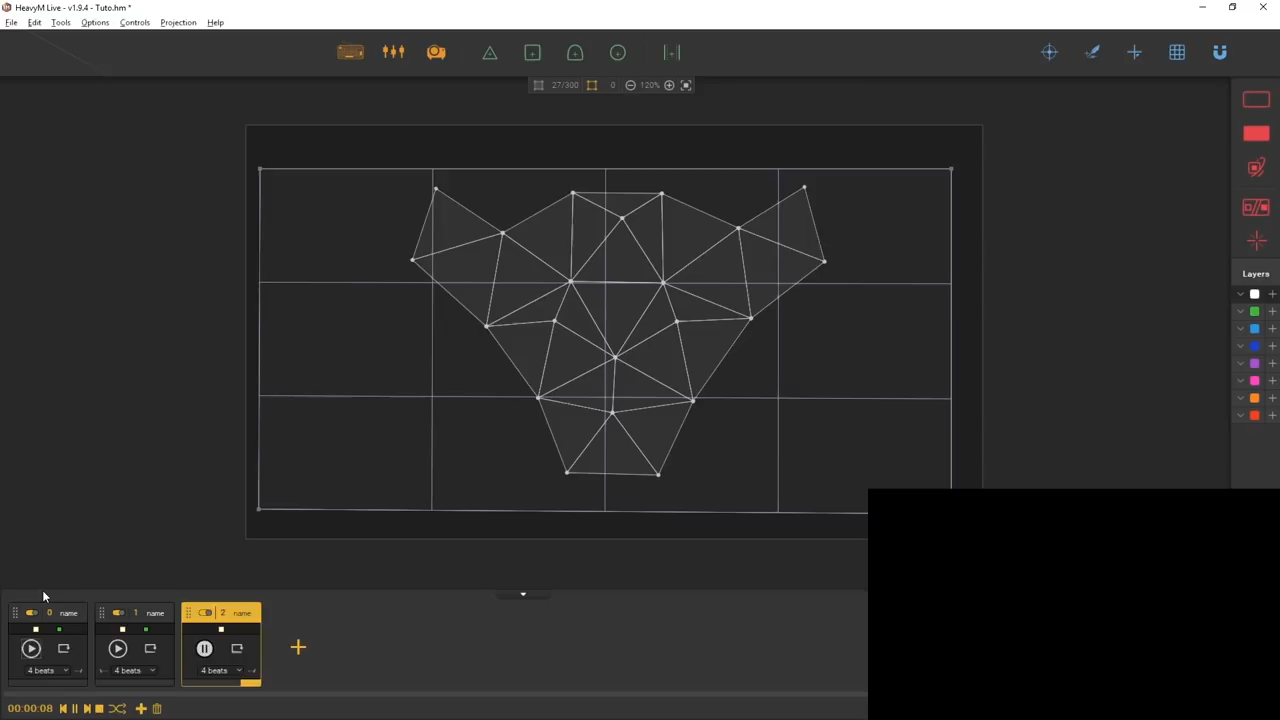 HeavyM Live - v1.9.4 - Tuto.hm *
File Edit Tools Options Controls Projection Help
27/300 0 120%
Layers
0 name 1 name 2 name
4 beats 4 beats 4 beats
00:00:08